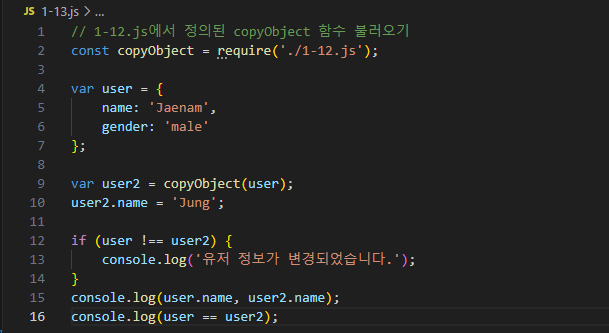 JS 1-13.js > ...
1 // 1-12.js에서 정의된 copyObject 함수 불러오기
2 const copyObject = require('./1-12.js');
3
4 var user = {
5     name: 'Jaenam',
6     gender: 'male'
7 };
8
9 var user2 = copyObject(user);
10 user2.name = 'Jung';
11
12 if (user !== user2) {
13     console.log('유저 정보가 변경되었습니다.');
14 }
15 console.log(user.name, user2.name);
16 console.log(user == user2);